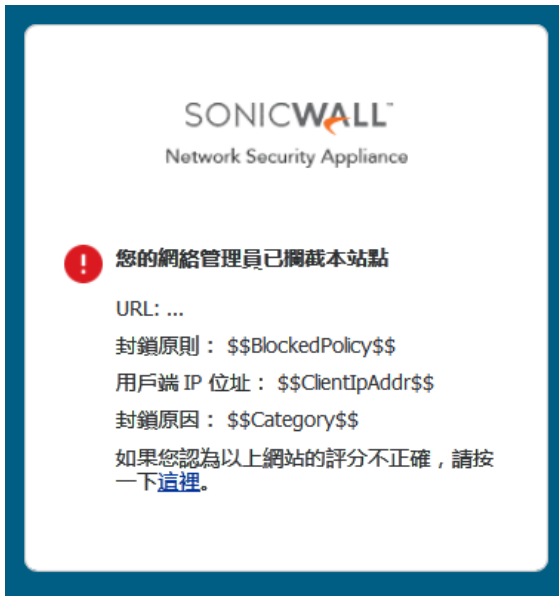 SONICWALL™
Network Security Appliance
您的網絡管理員已攔截本站點
URL: ...
封鎖原則： $$BlockedPolicy$$
用戶端 IP 位址： $$ClientIpAddr$$
封鎖原因： $$Category$$
如果您認為以上網站的評分不正確，請按
一下這裡。